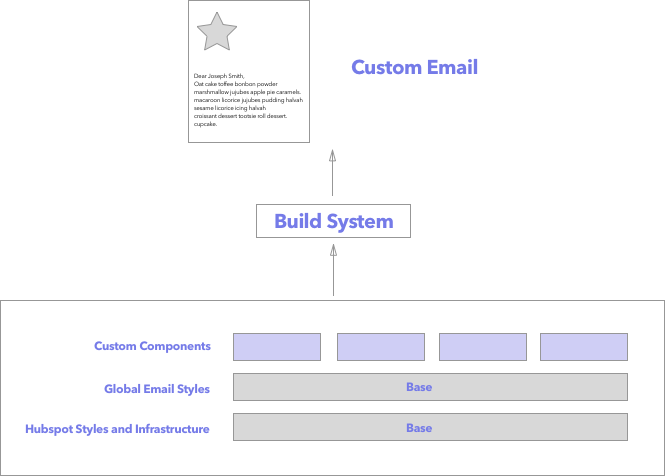 Custom Email
Dear Joseph Smith,
Oat cake toffee bonbon powder
marshmallow jujubes apple pie caramels.
macaroon licorice jujubes pudding halvah
sesame licorice icing halvah
croissant dessert tootsie roll dessert.
cupcake.
Build System
Custom Components
Global Email Styles
Base
Hubspot Styles and Infrastructure
Base